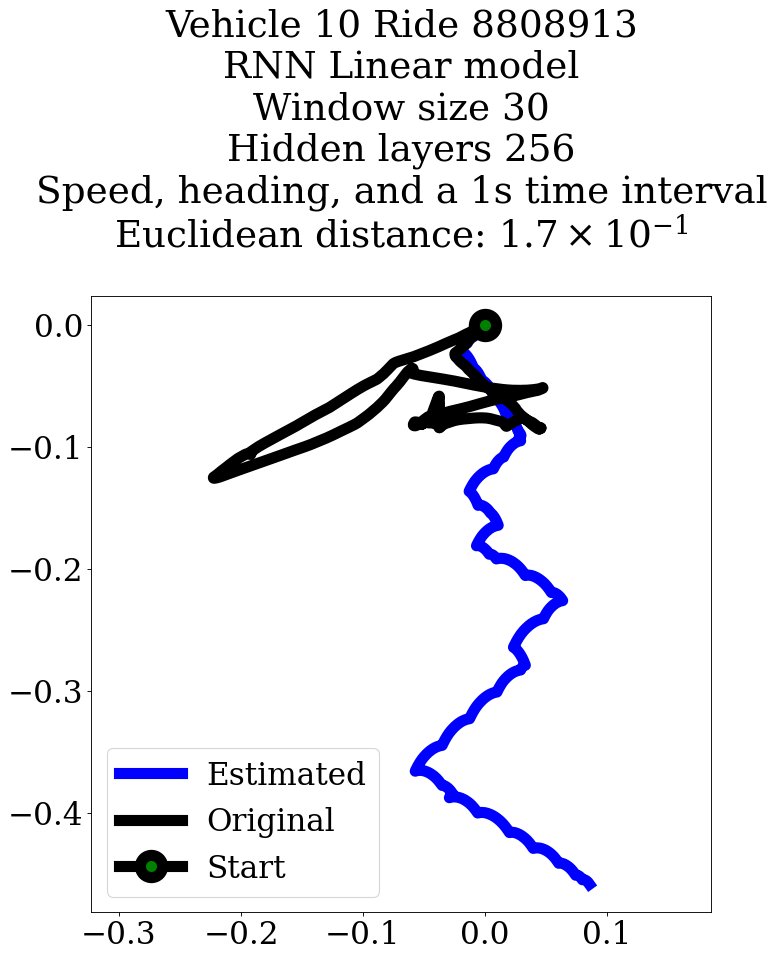 Vehicle 10 Ride 8808913
RNN Linear model
Window size 30
Hidden layers 256
Speed, heading, and a 1s time interval
Euclidean distance: 1.7 × 10⁻¹
0.0
−0.1
−0.2
−0.3
−0.4
Estimated
Original
Start
−0.3 −0.2 −0.1 0.0 0.1